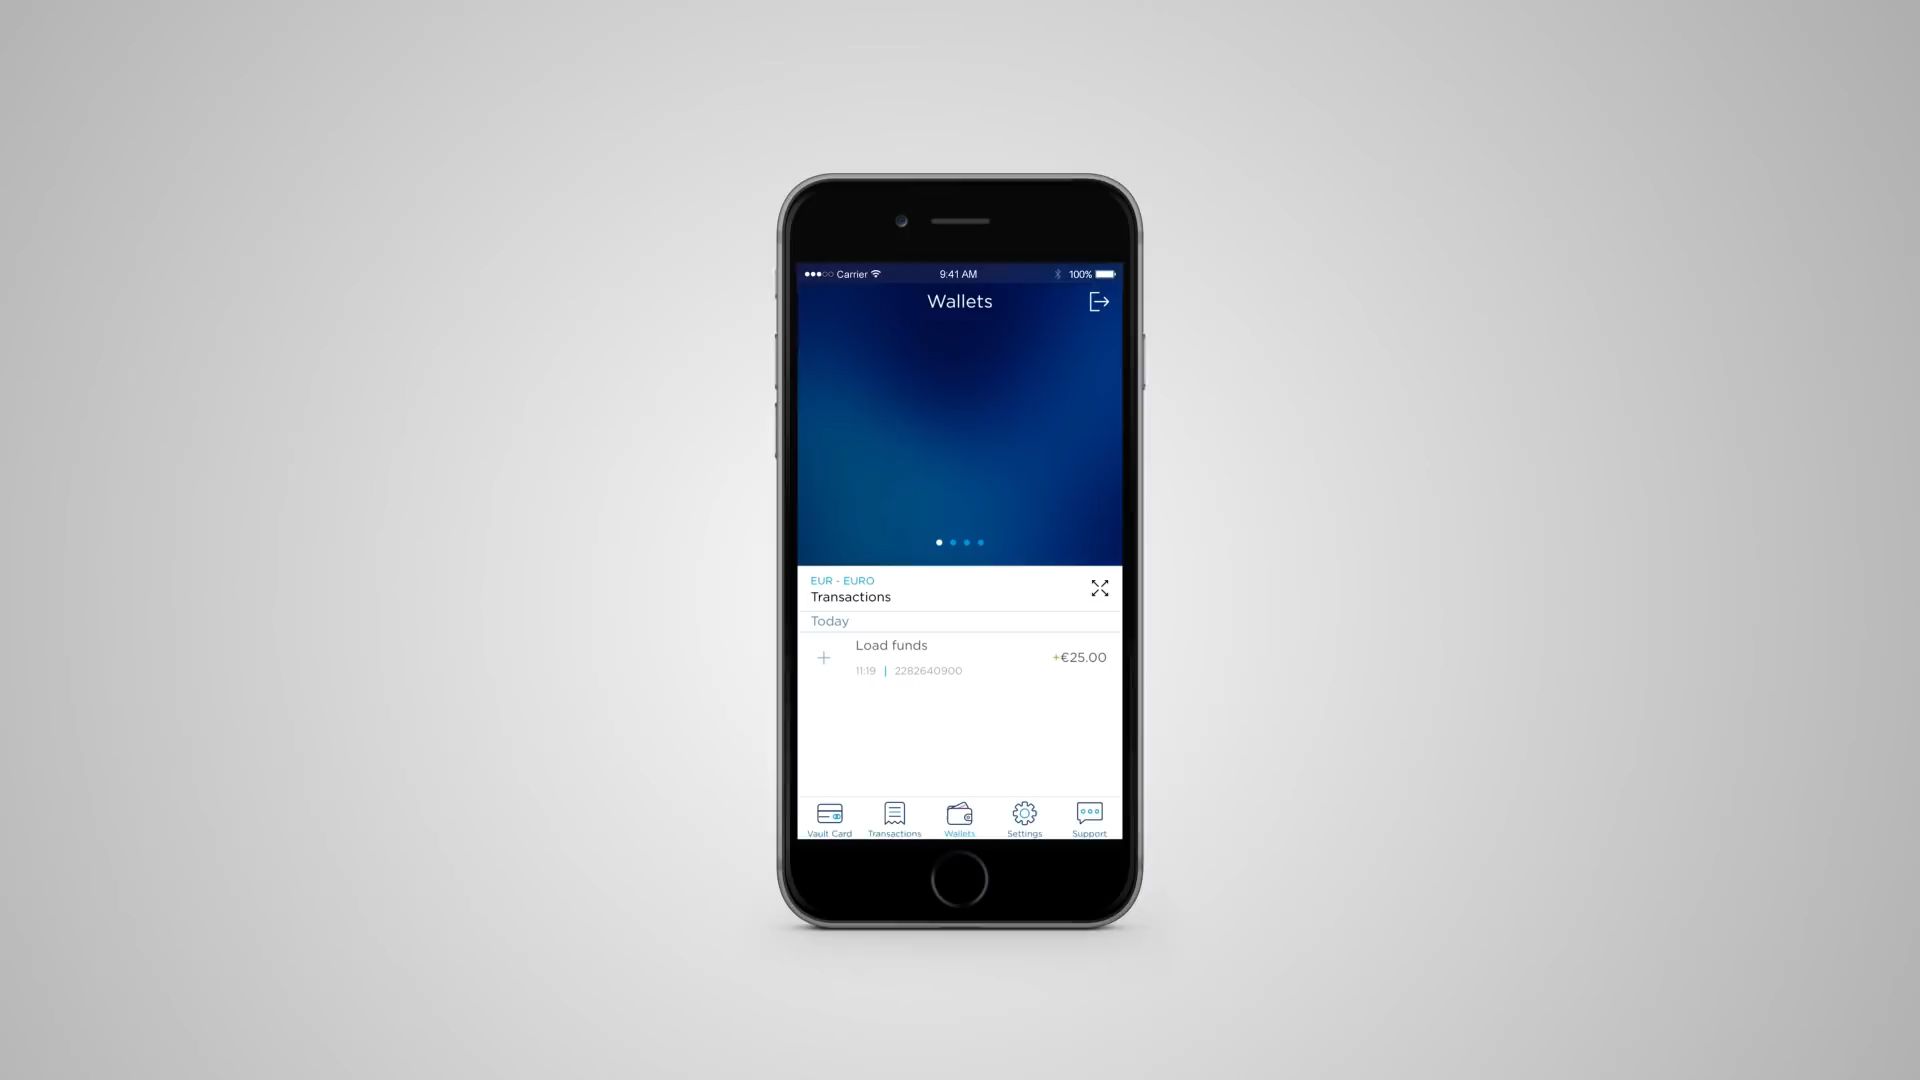 Carrier 9:41 AM 100%
Wallets
EUR - EURO
Transactions
Today
Load funds
+€25.00
11:19 | 2282640900
Vault Card Transactions Wallets Settings Support